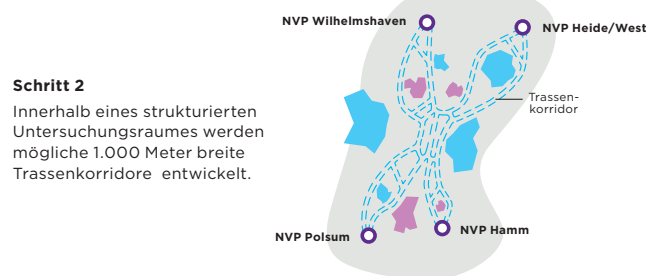 NVP Wilhelmshaven
NVP Heide/West
Schritt 2
Innerhalb eines strukturierten
Untersuchungsraumes werden
mögliche 1.000 Meter breite
Trassenkorridore entwickelt.
Trassen-
korridor
NVP Polsum
NVP Hamm